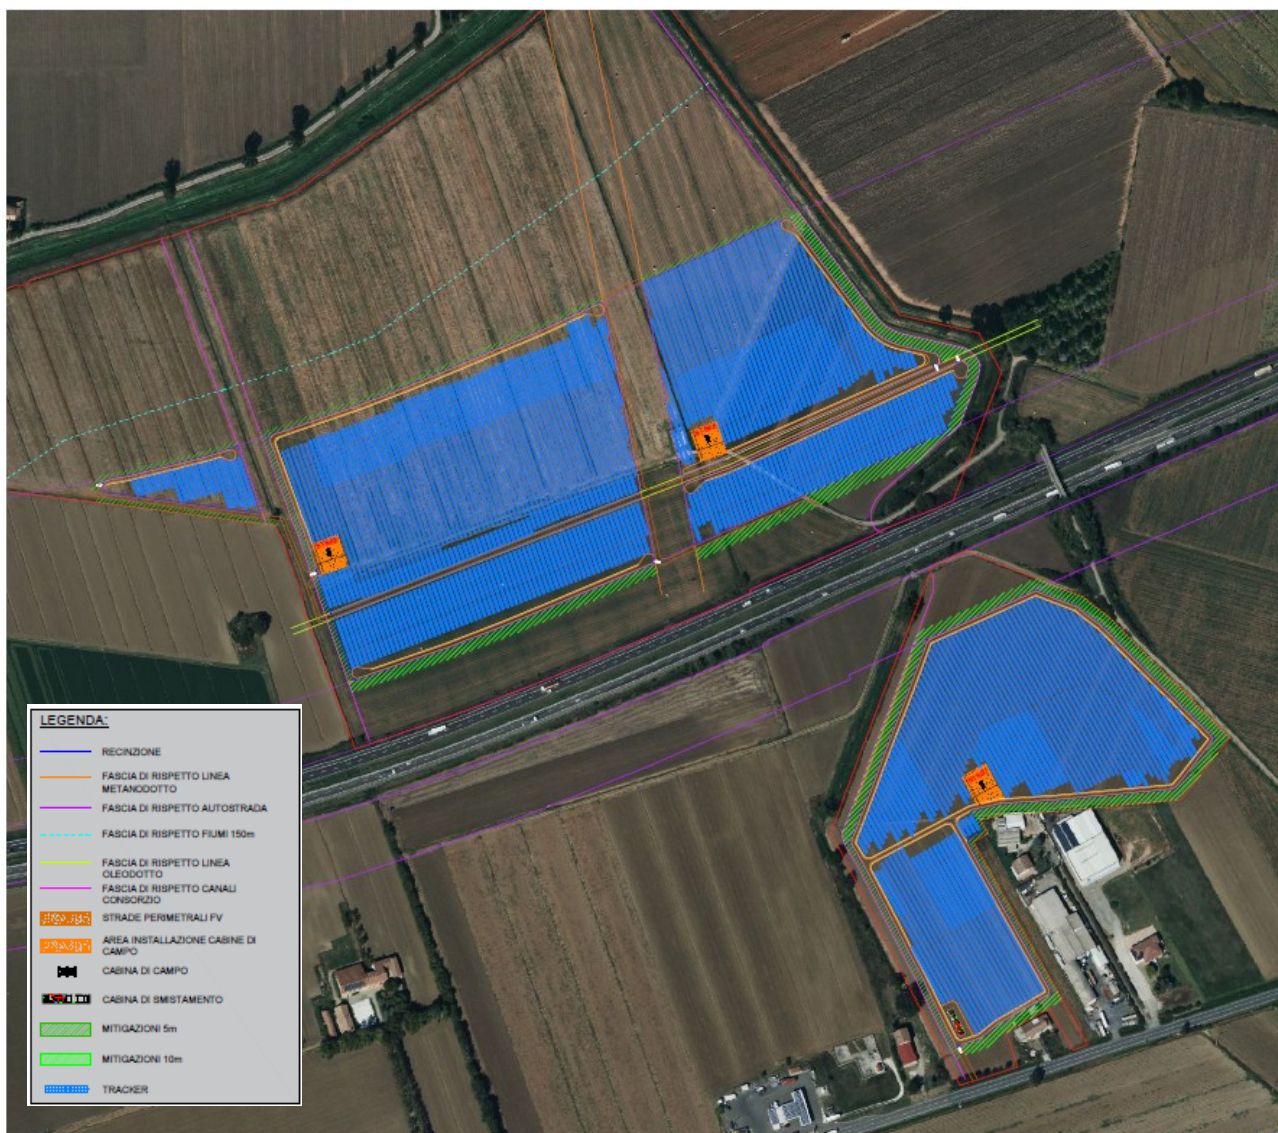 LEGENDA:
RECINZIONE
FASCIA DI RISPETTO LINEA
METANODOTTO
FASCIA DI RISPETTO AUTOSTRADA
FASCIA DI RISPETTO FIUMI 150m
FASCIA DI RISPETTO LINEA
OLEODOTTO
FASCIA DI RISPETTO CANALI
CONSORZIO
STRADE PERIMETRALI FV
AREA INSTALLAZIONE CABINE DI
CAMPO
CABINA DI CAMPO
CABINA DI SMISTAMENTO
MITIGAZIONI 5m
MITIGAZIONI 10m
TRACKER